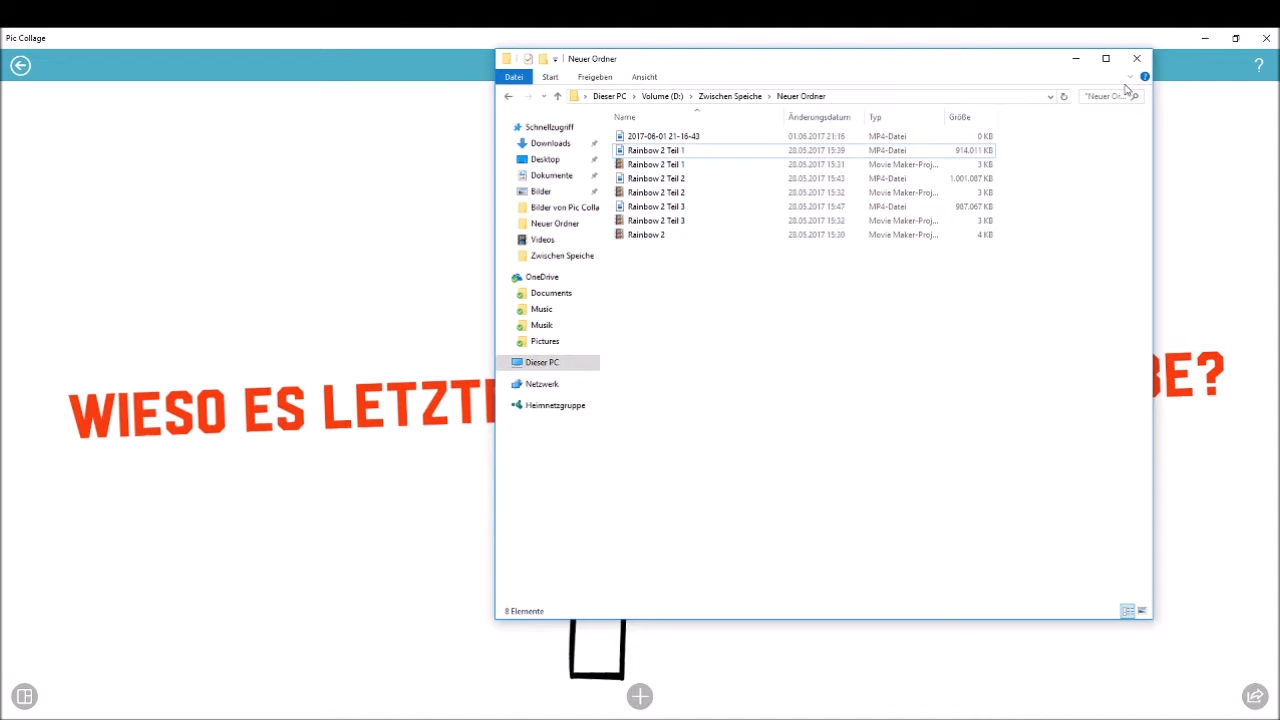 Pic Collage
?
Neuer Ordner
Datei Start Freigeben Ansicht
Dieser PC Volume (D:) Zwischen Speiche Neuer Ordner "Neuer Or...
Name Änderungsdatum Typ Größe
Schnellzugriff
Downloads
Desktop
Dokumente
Bilder
Bilder von Pic Colla
Neuer Ordner
Videos
Zwischen Speiche
OneDrive
Documents
Music
Musik
Pictures
Dieser PC
Netzwerk
Heimnetzgruppe
2017-06-01 21-16-43 01.06.2017 21:16 MP4-Datei 0 KB
Rainbow 2 Teil 1 28.05.2017 15:39 MP4-Datei 914.011 KB
Rainbow 2 Teil 1 28.05.2017 15:31 Movie Maker-Proj... 3 KB
Rainbow 2 Teil 2 28.05.2017 15:43 MP4-Datei 1.001.087 KB
Rainbow 2 Teil 2 28.05.2017 15:32 Movie Maker-Proj... 3 KB
Rainbow 2 Teil 3 28.05.2017 15:47 MP4-Datei 987.067 KB
Rainbow 2 Teil 3 28.05.2017 15:32 Movie Maker-Proj... 3 KB
Rainbow 2 28.05.2017 15:30 Movie Maker-Proj... 4 KB
8 Elemente
WIESO ES LETZTE BE?